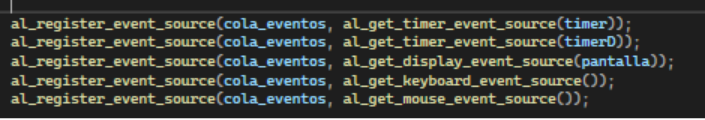 al_register_event_source(cola_eventos, al_get_timer_event_source(timer));
al_register_event_source(cola_eventos, al_get_timer_event_source(timerD));
al_register_event_source(cola_eventos, al_get_display_event_source(pantalla));
al_register_event_source(cola_eventos, al_get_keyboard_event_source());
al_register_event_source(cola_eventos, al_get_mouse_event_source());